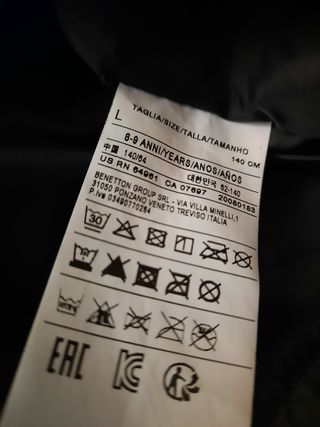 TAGLIA/SIZE/TALLA/TAMANHO
L 140 CM
8-9 ANNI/YEARS/ANOS/AÑOS
中国 140/64 대한민국 62-140
US RN 64961 CA 07697 20080183
BENETTON GROUP SRL - VIA VILLA MINELLI,1
31050 PONZANO VENETO TREVISO ITALIA
P.Iva 03490770264
30
EAC